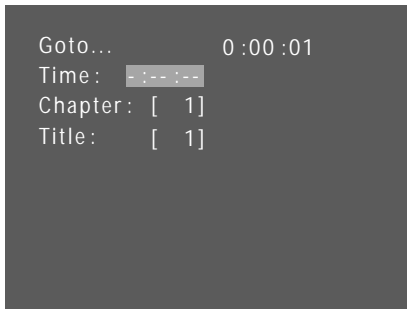 Goto... 0:00:01
Time: -:--:--
Chapter: [ 1]
Title: [ 1]